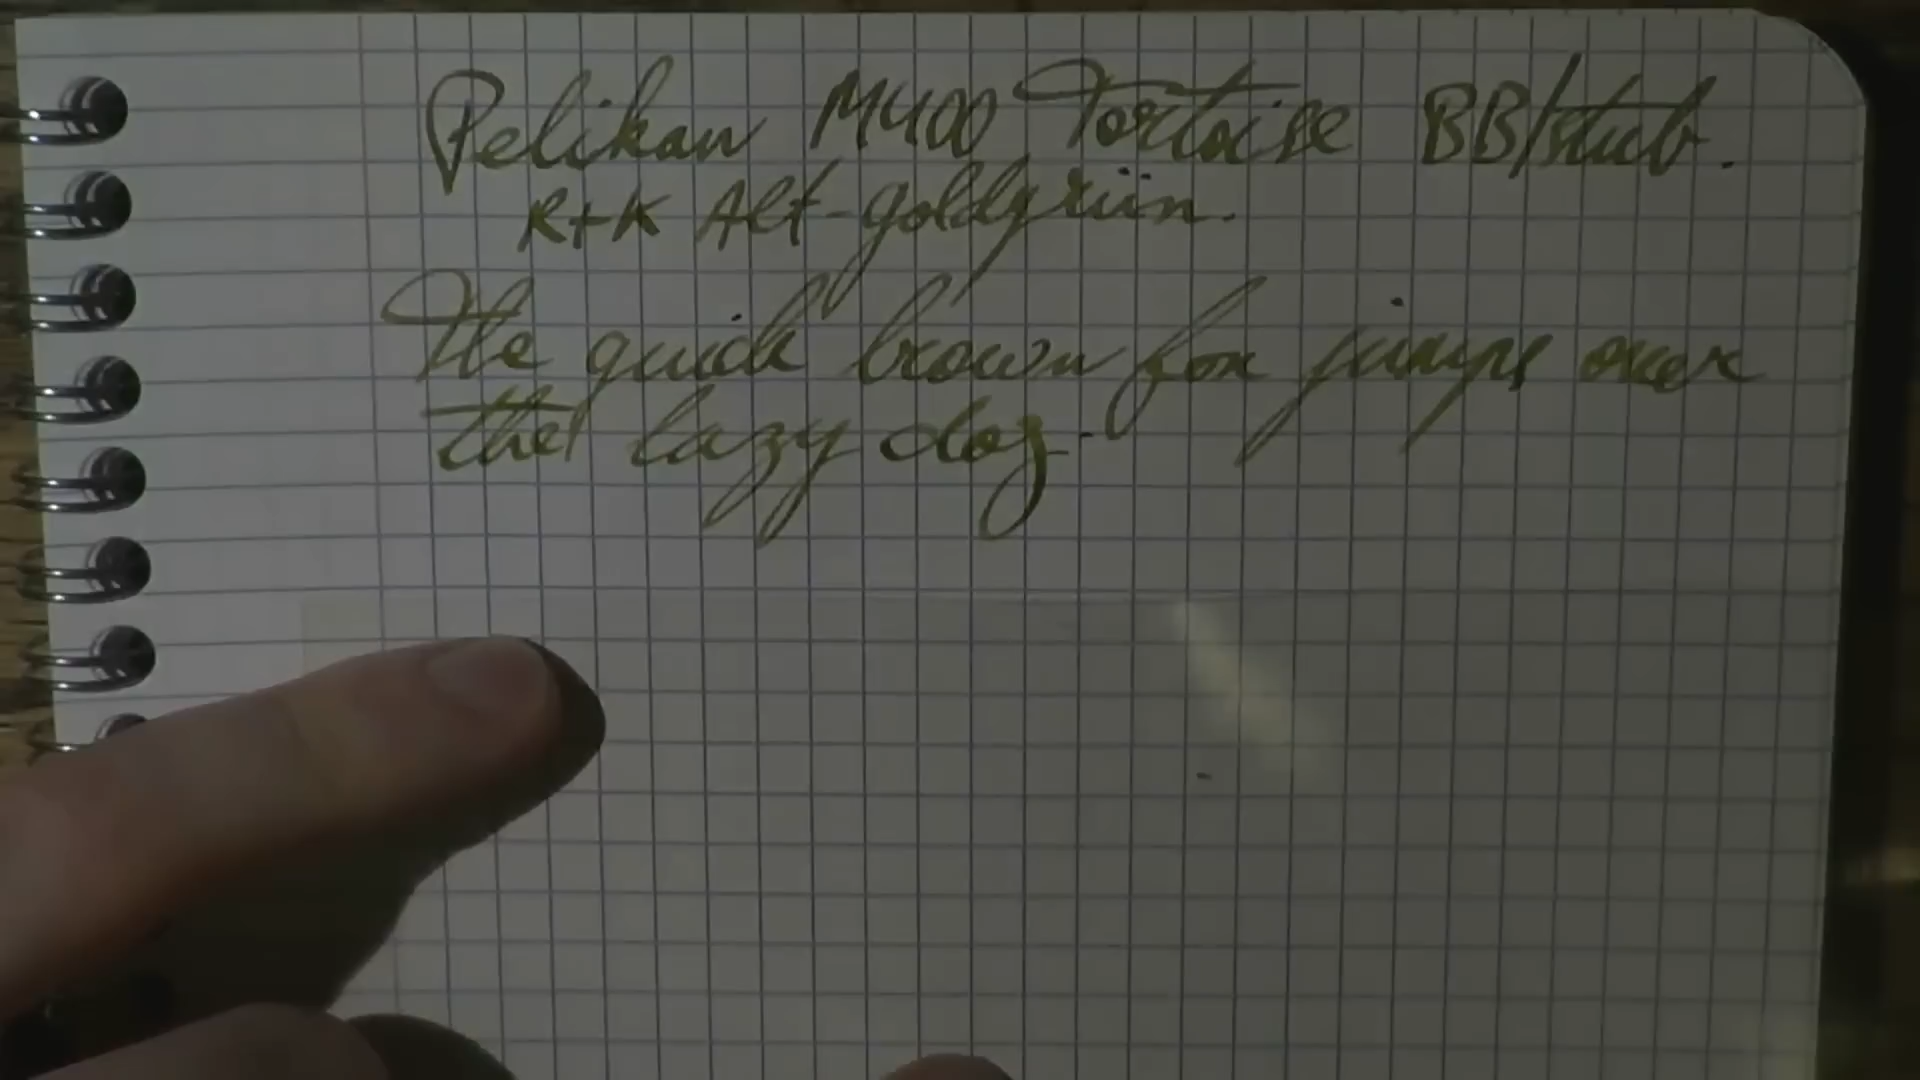 Pelikan M400 Tortoise BB/stub.
R+K Alt-goldgrün.
The quick brown fox jumps over
the lazy dog.